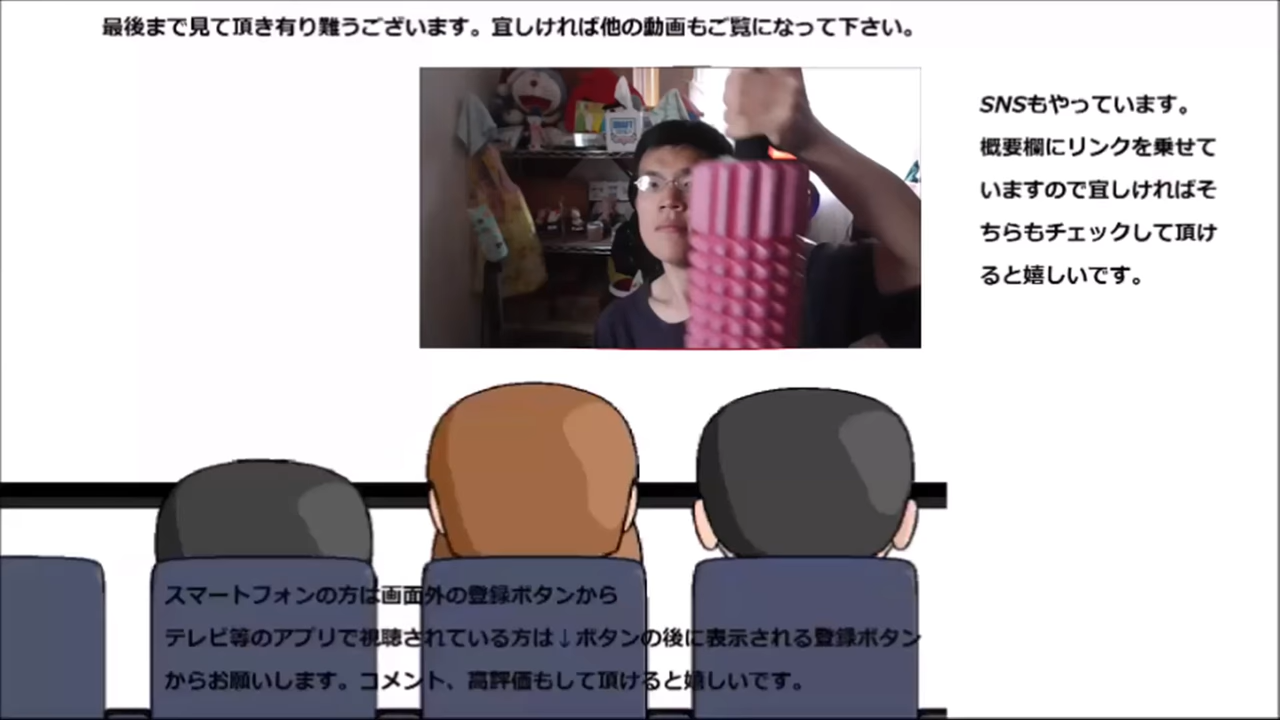 最後まで見て頂き有り難うございます。宜しければ他の動画もご覧になって下さい。
SNSもやっています。
概要欄にリンクを乗せて
いますので宜しければそ
ちらもチェックして頂け
ると嬉しいです。
スマートフォンの方は画面外の登録ボタンから
テレビ等のアプリで視聴されている方は↓ボタンの後に表示される登録ボタン
からお願いします。コメント、高評価もして頂けると嬉しいです。